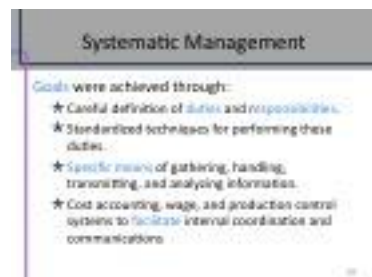 Systematic Management
Goals were achieved through:
Careful definition of duties and responsibilities.
Standardized techniques for performing these
duties.
Specific means of gathering, handling,
transmitting, and analyzing information.
Cost accounting, wage, and production control
systems to facilitate internal coordination and
communications